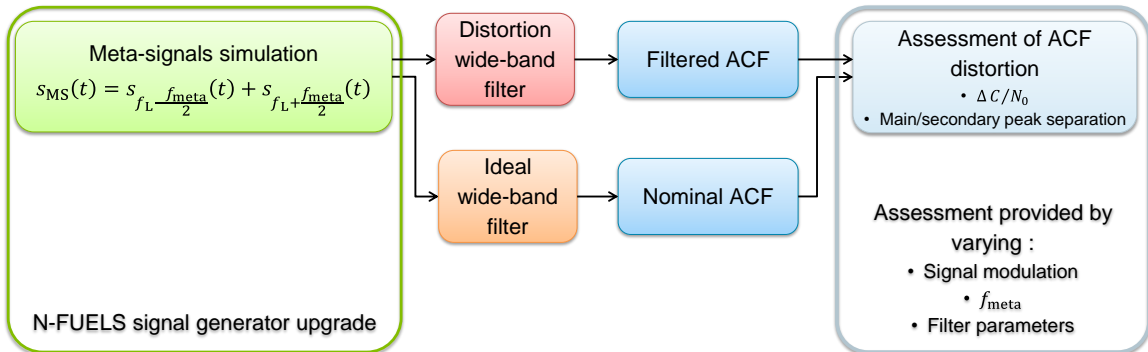 Meta-signals simulation
s_MS(t) = s_{f_L - f_meta/2}(t) + s_{f_L + f_meta/2}(t)
N-FUELS signal generator upgrade
Distortion
wide-band
filter
Ideal
wide-band
filter
Filtered ACF
Nominal ACF
Assessment of ACF
distortion
• Δ C/N₀
• Main/secondary peak separation
Assessment provided by
varying :
• Signal modulation
• f_meta
• Filter parameters